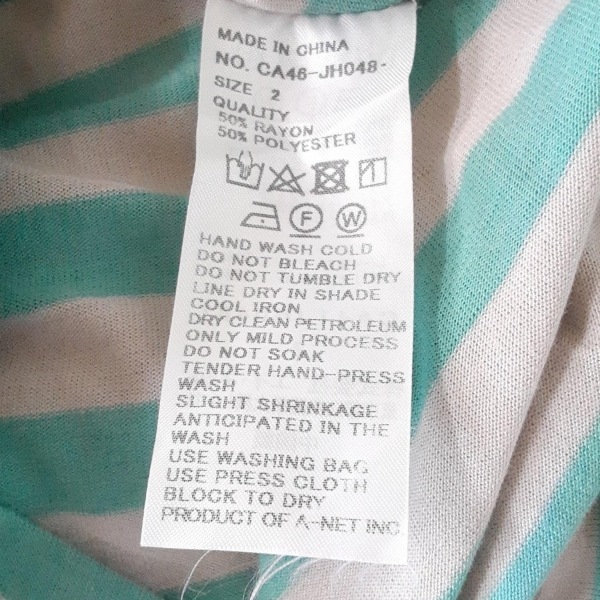 MADE IN CHINA
NO. CA46-JH048-
SIZE 2
QUALITY
50% RAYON
50% POLYESTER
F W
HAND WASH COLD
DO NOT BLEACH
DO NOT TUMBLE DRY
LINE DRY IN SHADE
COOL IRON
DRY CLEAN PETROLEUM
ONLY MILD PROCESS
DO NOT SOAK
TENDER HAND-PRESS
WASH
SLIGHT SHRINKAGE
ANTICIPATED IN THE
WASH
USE WASHING BAG
USE PRESS CLOTH
BLOCK TO DRY
PRODUCT OF A-NET INC